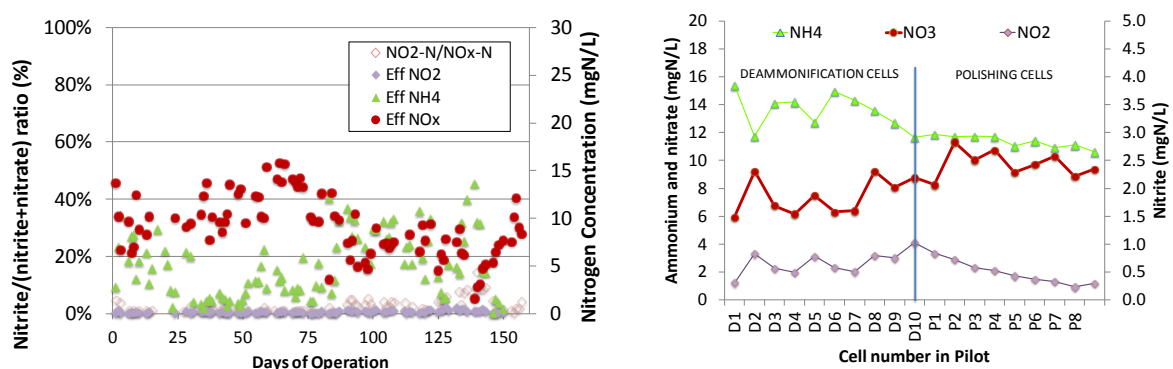 100%
80%
60%
40%
20%
0%
Nitrite/(nitrite+nitrate) ratio (%)
30
25
20
15
10
5
0
Nitrogen Concentration (mgN/L)
NO2-N/NOx-N
Eff NO2
Eff NH4
Eff NOx
0 25 50 75 100 125 150
Days of Operation
20
18
16
14
12
10
8
6
4
2
0
Ammonium and nitrate (mgN/L)
NH4 NO3 NO2
DEAMMONIFICATION CELLS POLISHING CELLS
5.0
4.5
4.0
3.5
3.0
2.5
2.0
1.5
1.0
0.5
0.0
Nitrite (mgN/L)
D1 D2 D3 D4 D5 D6 D7 D8 D9 D10 P1 P2 P3 P4 P5 P6 P7 P8
Cell number in Pilot